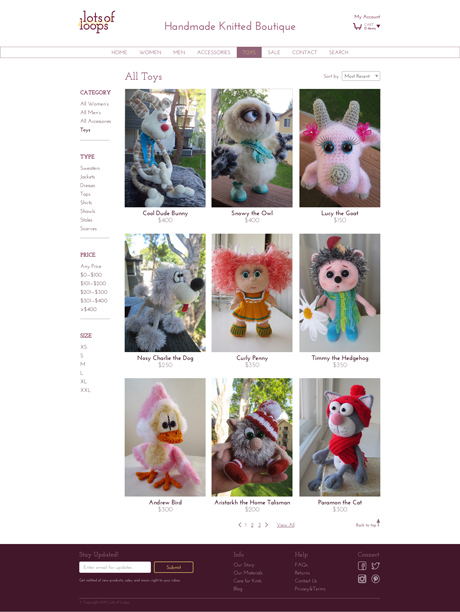 lots of
loops
Handmade Knitted Boutique
My Account
CART
0 items
HOME WOMEN MEN ACCESSORIES TOYS SALE CONTACT SEARCH
All Toys
Sort by Most Recent
CATEGORY
All Women's
All Men's
All Accessories
Toys
TYPE
Sweaters
Jackets
Dresses
Tops
Shirts
Shawls
Stoles
Scarves
PRICE
Any Price
$0-$100
$101-$200
$201-$300
$301-$400
>$400
SIZE
XS
S
M
L
XL
XXL
Cool Dude Bunny
$400
Snowy the Owl
$400
Lucy the Goat
$150
Nosy Charlie the Dog
$250
Curly Penny
$350
Timmy the Hedgehog
$350
Andrew Bird
$300
Aristarkh the Home Talisman
$200
Paramon the Cat
$300
1 2 3 View All
Back to top
Stay Updated!
Enter email for updates
Submit
Get notified of new products, sales and more right to your inbox
Info
Our Story
Our Materials
Care for Knits
Blog
Help
FAQs
Returns
Contact Us
Privacy &Terms
Connect